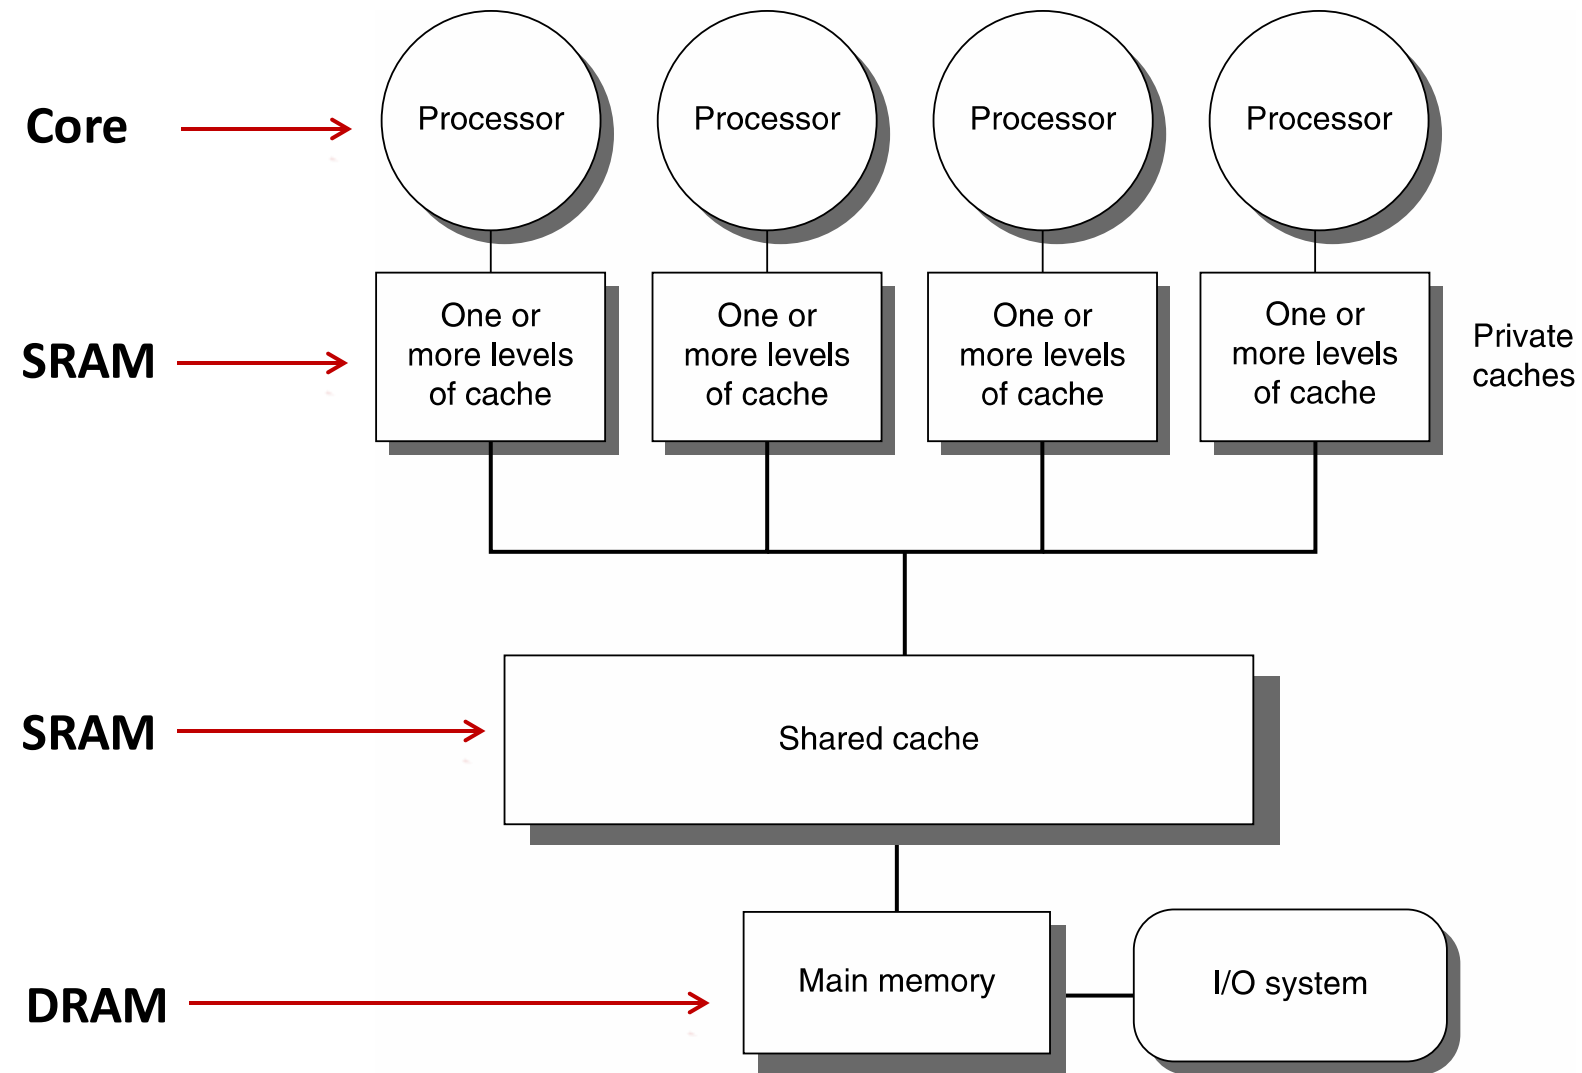 Core
Processor
Processor
Processor
Processor
SRAM
One or
more levels
of cache
One or
more levels
of cache
One or
more levels
of cache
One or
more levels
of cache
Private
caches
SRAM
Shared cache
DRAM
Main memory
I/O system